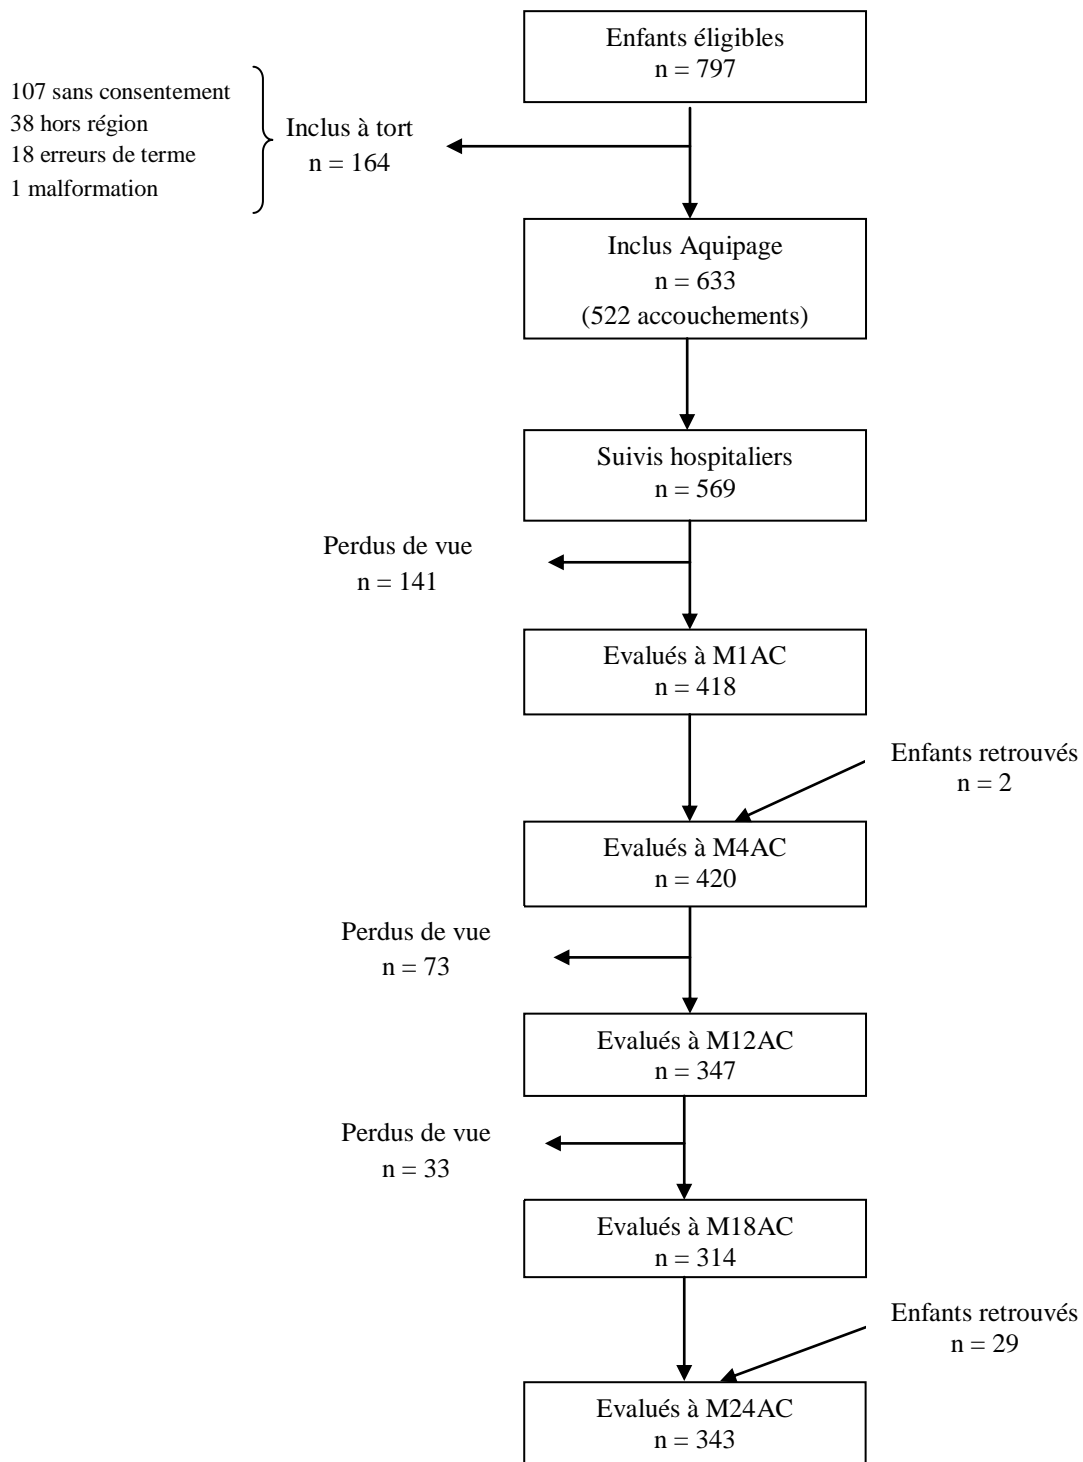 Enfants éligibles
n = 797
107 sans consentement
38 hors région
18 erreurs de terme
1 malformation
Inclus à tort
n = 164
Inclus Aquipage
n = 633
(522 accouchements)
Suivis hospitaliers
n = 569
Perdus de vue
n = 141
Evalués à M1AC
n = 418
Enfants retrouvés
n = 2
Evalués à M4AC
n = 420
Perdus de vue
n = 73
Evalués à M12AC
n = 347
Perdus de vue
n = 33
Evalués à M18AC
n = 314
Enfants retrouvés
n = 29
Evalués à M24AC
n = 343